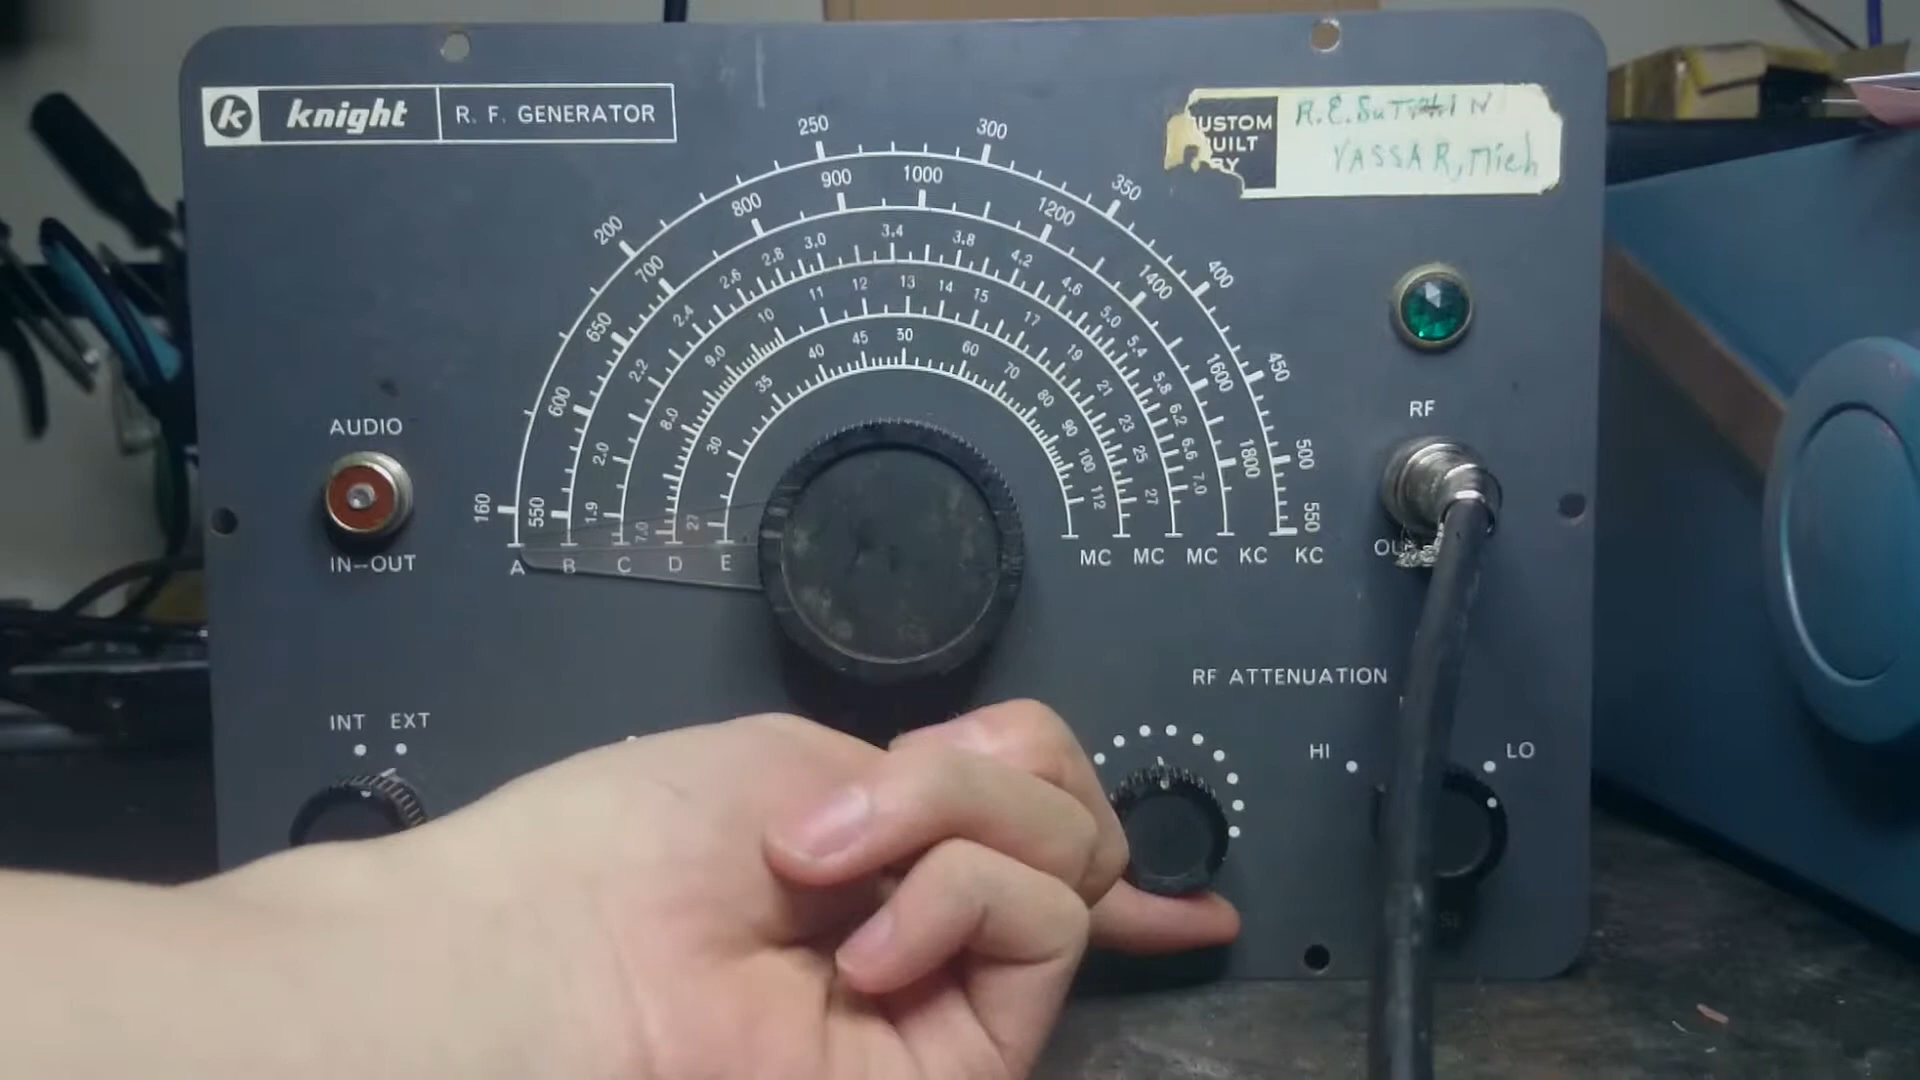 k knight R. F. GENERATOR
CUSTOM BUILT BY
VASSAR, Mich
250 300
200 350
400
450
500
160 550
900 1000
800 1200
700 1400
650 1600
600 1800
550
3.0 3.4 3.8
2.8 4.2
2.6 4.6
2.4 5.0
2.2 5.4
5.8
6.2
2.0 6.6
1.9 7.0
11 12 13 14 15
10 17
9.0 19
21
8.0 23
25
7.0 27
45 50
40 60
35 70
80
90
30 100
27 112
A B C D E MC MC MC KC KC
AUDIO
IN-OUT
RF
RF ATTENUATION
INT EXT
HI LO